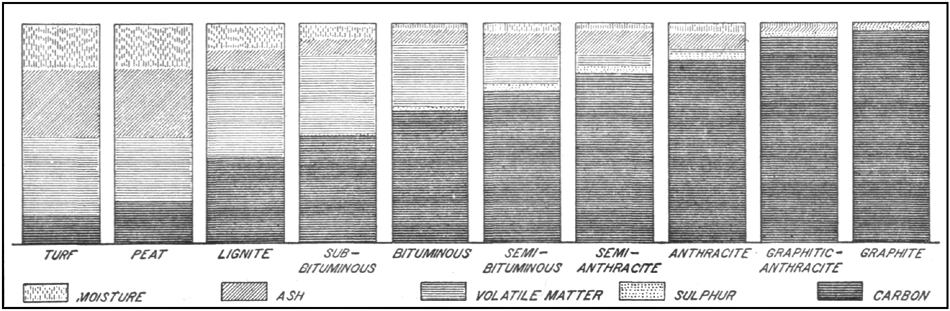 TURF
PEAT
LIGNITE
SUB-
BITUMINOUS
BITUMINOUS
SEMI-
BITUMINOUS
SEMI-
ANTHRACITE
ANTHRACITE
GRAPHITIC-
ANTHRACITE
GRAPHITE
MOISTURE
ASH
VOLATILE MATTER
SULPHUR
CARBON